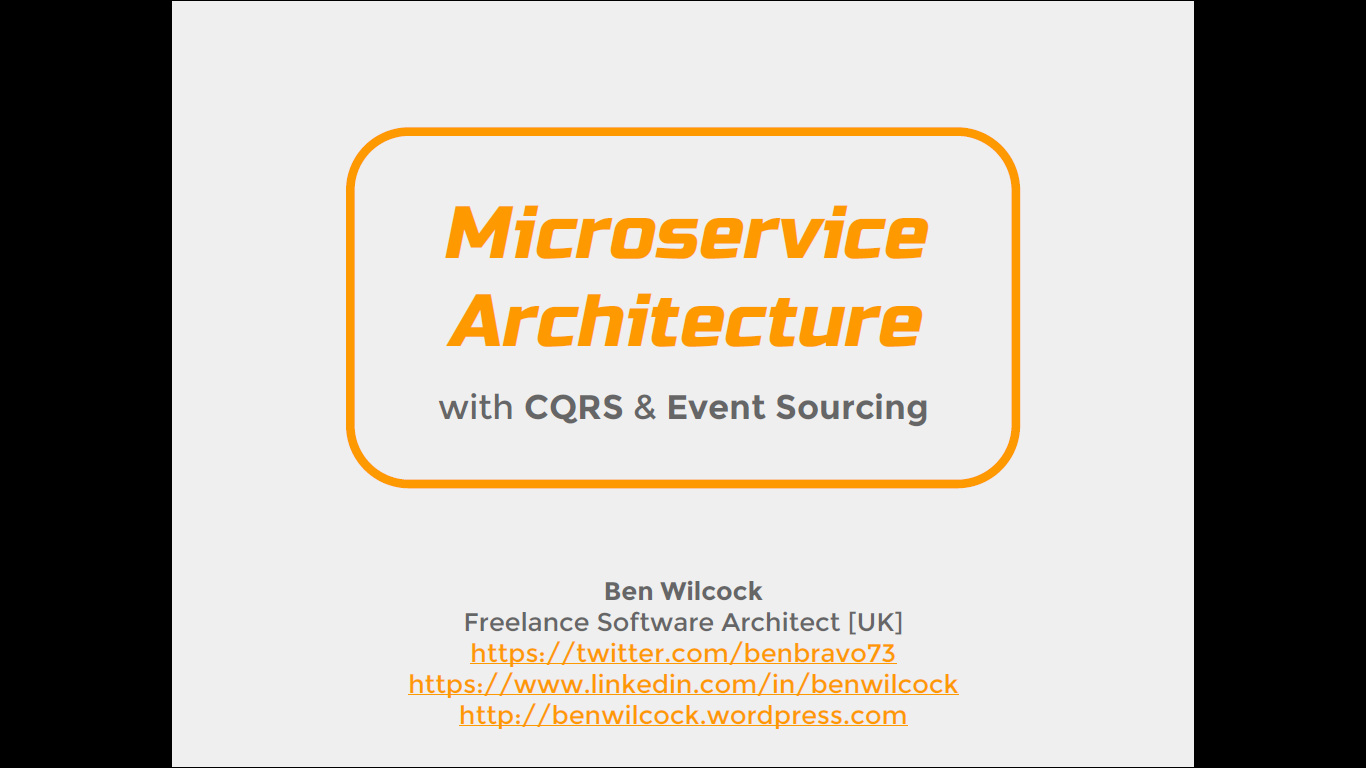 Microservice
Architecture
with CQRS & Event Sourcing
Ben Wilcock
Freelance Software Architect [UK]
https://twitter.com/benbravo73
https://www.linkedin.com/in/benwilcock
http://benwilcock.wordpress.com